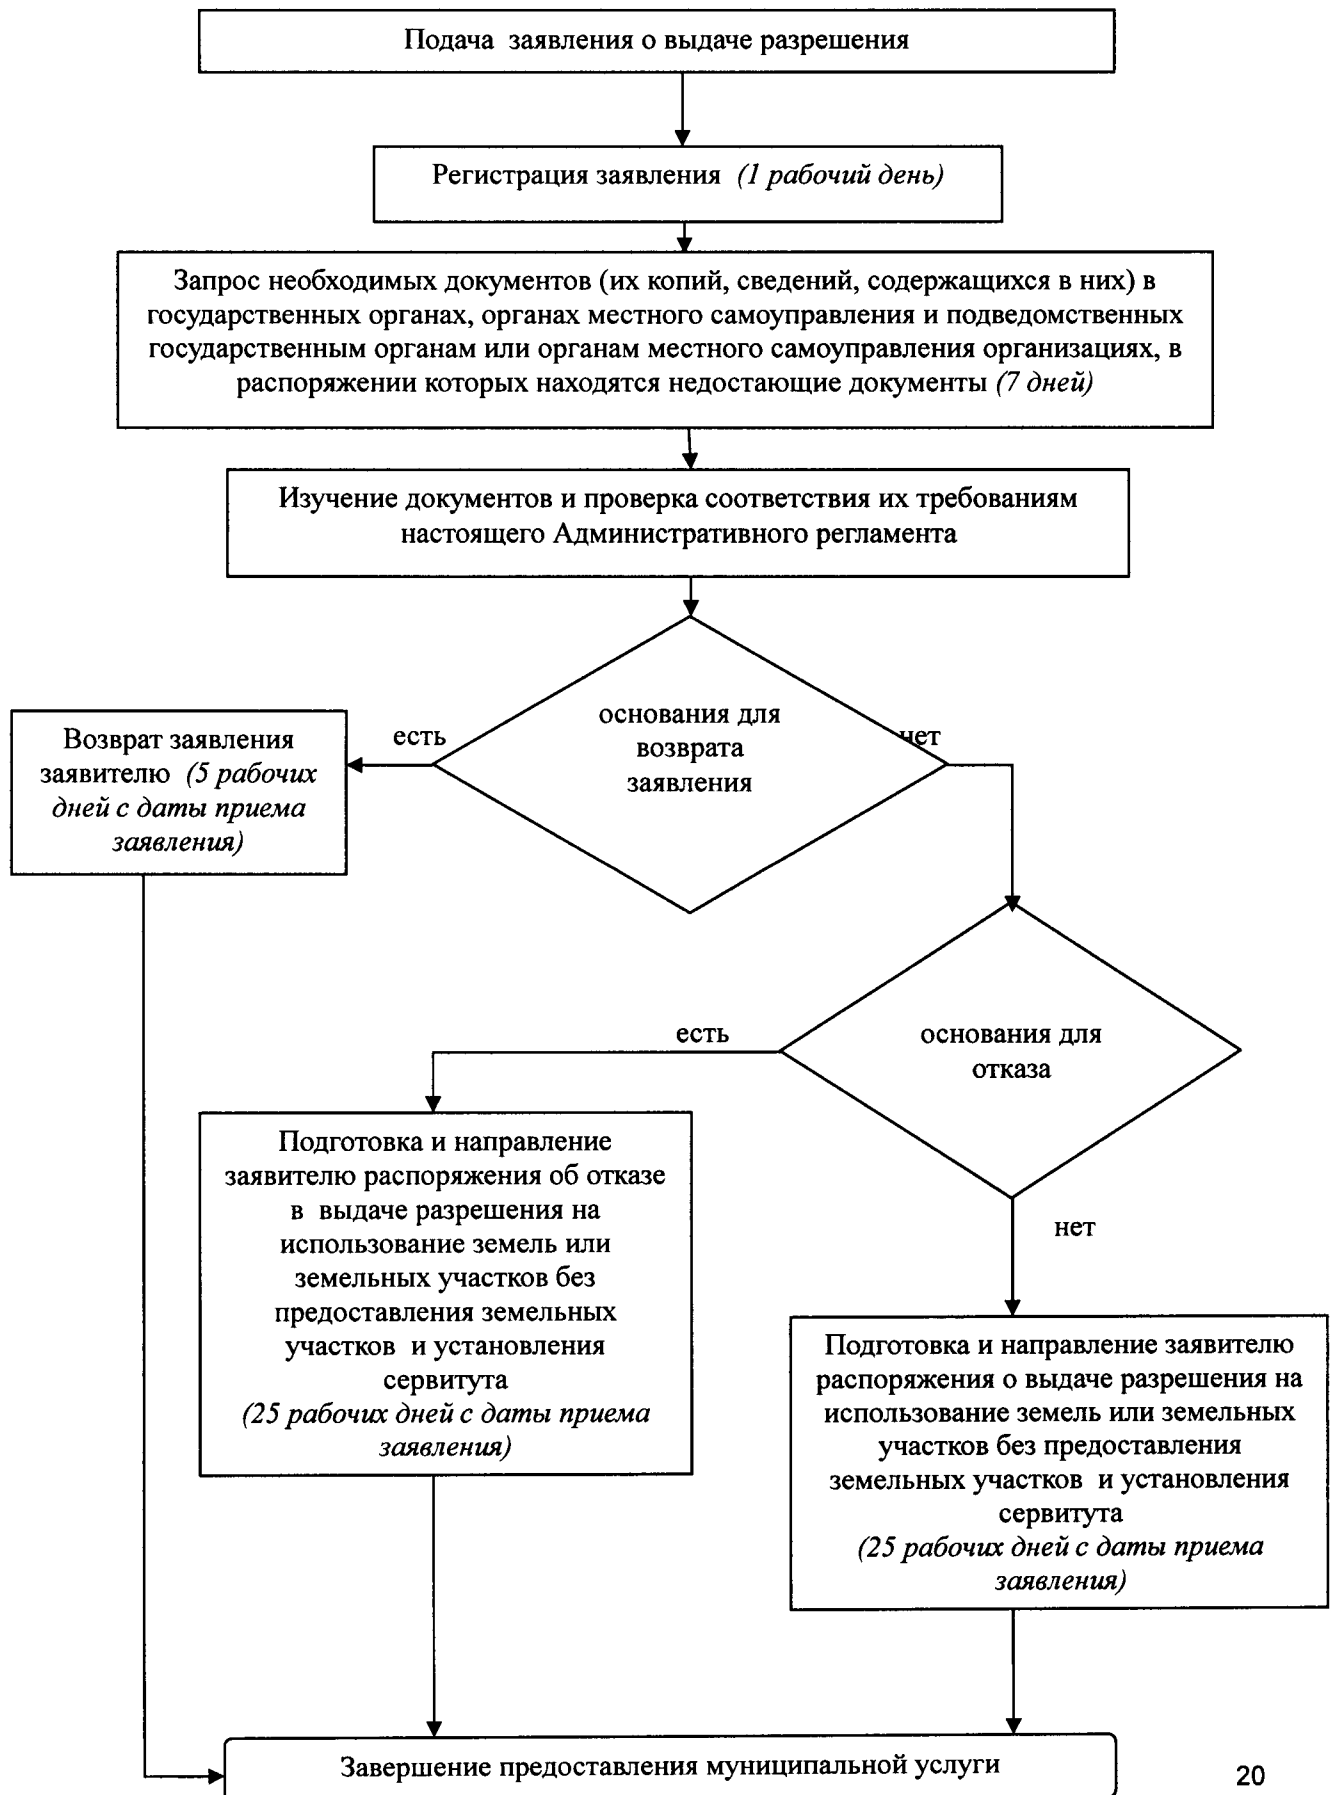 Подача заявления о выдаче разрешения
Регистрация заявления (1 рабочий день)
Запрос необходимых документов (их копий, сведений, содержащихся в них) в
государственных органах, органах местного самоуправления и подведомственных
государственным органам или органам местного самоуправления организациях, в
распоряжении которых находятся недостающие документы (7 дней)
Изучение документов и проверка соответствия их требованиям
настоящего Административного регламента
основания для
возврата
заявления
есть
нет
Возврат заявления
заявителю (5 рабочих
дней с даты приема
заявления)
основания для
отказа
есть
нет
Подготовка и направление
заявителю распоряжения об отказе
в выдаче разрешения на
использование земель или
земельных участков без
предоставления земельных
участков и установления
сервитута
(25 рабочих дней с даты приема
заявления)
Подготовка и направление заявителю
распоряжения о выдаче разрешения на
использование земель или земельных
участков без предоставления
земельных участков и установления
сервитута
(25 рабочих дней с даты приема
заявления)
Завершение предоставления муниципальной услуги
20